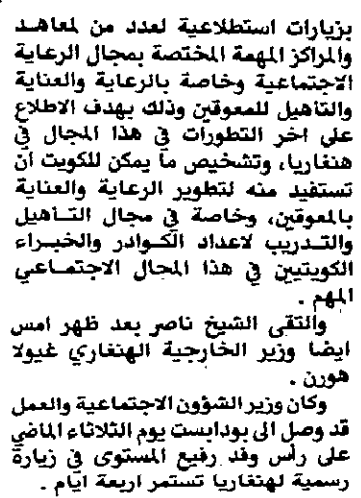 بزيارات استطلاعية لعدد من لمعاهد
والمراكز المهمة المختصة بمجال الرعاية
الاجتماعية وخاصة بالرعاية والعناية
والتاهيل للمعوقين وذلك بهدف الاطلاع
على اخر التطورات في هذا المجال في
هنغاريا، وتشخيص ما يمكن للكويت ان
تستفيد منه لتطوير الرعاية والعناية
بالمعوقين، وخاصة في مجال التاهيل
والتدريب لاعداد الكوادر والخبراء
الكويتيين في هذا المجال الاجتماعي
المهم .
والتقى الشيخ ناصر بعد ظهر امس
ايضا وزير الخارجية الهنغاري غيولا
هورن .
وكان وزير الشؤون الاجتماعية والعمل
قد وصل الى بودابست يوم الثلاثاء الماضي
على رأس وفد رفيع المستوى في زيارة
رسمية لهنغاريا تستمر اربعة ايام .